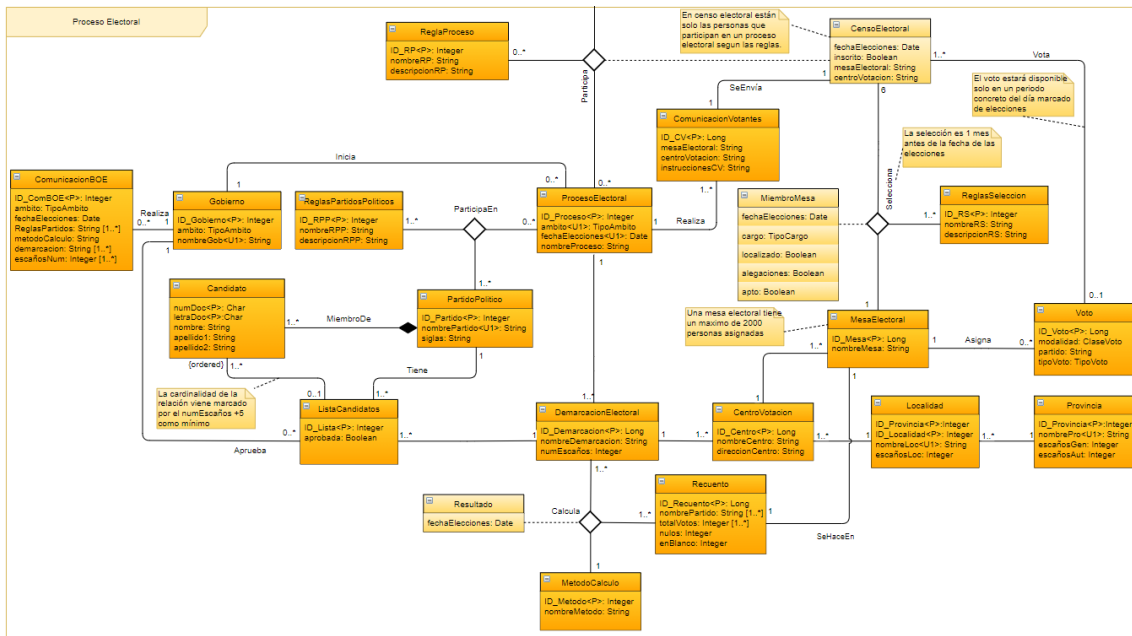 Proceso Electoral
ReglaProceso
ID_RP<P>: Integer
nombreRP: String
descripcionRP: String
0..*
Participa
0..*
En censo electoral están
solo las personas que
participan en un proceso
electoral segun las reglas.
CensoElectoral
fechaElecciones: Date
inscrito: Boolean
mesaElectoral: String
centroVotacion: String
1..*
Vota
1
SeEnvía
1
6
El voto estará disponible
solo en un periodo
concreto del día marcado
de elecciones
ComunicacionVotantes
ID_CV<P>: Long
mesaElectoral: String
centroVotacion: String
instruccionesCV: String
1..*
La selección es 1 mes
antes de la fecha de las
elecciones
Inicia
1
0..*
ComunicacionBOE
ID_ComBOE<P>: Integer
ambito: TipoAmbito
fechaElecciones: Date
ReglasPartidos: String [1..*]
metodoCalculo: String
demarcacion: String [1..*]
escañosNum: Integer [1..*]
Realiza
0..*
1
Gobierno
ID_Gobierno<P>: Integer
ambito: TipoAmbito
nombreGob<U1>: String
1
ReglasPartidosPoliticos
ID_RPP<P>: Integer
nombreRPP: String
descripcionRPP: String
1..*
ParticipaEn
0..*
1..*
ProcesoElectoral
ID_Proceso<P>: Integer
ambito<U1>: TipoAmbito
fechaElecciones<U1>: Date
nombreProceso: String
1
Realiza
1
MiembroMesa
fechaElecciones: Date
cargo: TipoCargo
localizado: Boolean
alegaciones: Boolean
apto: Boolean
Selecciona
1..*
1
ReglasSeleccion
ID_RS<P>: Integer
nombreRS: String
descripcionRS: String
Candidato
numDoc<P>: Char
letraDoc<P>:Char
nombre: String
apellido1: String
apellido2: String
1..*
MiembroDe
{ordered}
1..*
PartidoPolitico
ID_Partido<P>: Integer
nombrePartido<U1>: String
siglas: String
1
Tiene
0..1
1..*
Una mesa electoral tiene
un maximo de 2000
personas asignadas
MesaElectoral
ID_Mesa<P>: Long
nombreMesa: String
1..*
1
1
Asigna
0..*
0..1
Voto
ID_Voto<P>: Long
modalidad: ClaseVoto
partido: String
tipoVoto: TipoVoto
La cardinalidad de la
relación viene marcado
por el numEscaños +5
como mínimo
ListaCandidatos
ID_Lista<P>: Integer
aprobada: Boolean
0..*
Aprueba
1..*
1
1..*
DemarcacionElectoral
ID_Demarcacion<P>: Long
nombreDemarcacion: String
numEscaños: Integer
1
1..*
1
CentroVotacion
ID_Centro<P>: Long
nombreCentro: String
direccionCentro: String
1..*
1
Localidad
ID_Provincia<P>:Integer
ID_Localidad<P>: Integer
nombreLoc<U1>: String
escañosLoc: Integer
1..*
1
Provincia
ID_Provincia<P>:Integer
nombrePro<U1>: String
escañosGen: Integer
escañosAut: Integer
1..*
Resultado
fechaElecciones: Date
Calcula
1..*
1
Recuento
ID_Recuento<P>: Long
nombrePartido: String [1..*]
totalVotos: Integer [1..*]
nulos: Integer
enBlanco: Integer
1
SeHaceEn
MetodoCalculo
ID_Metodo<P>: Integer
nombreMetodo: String